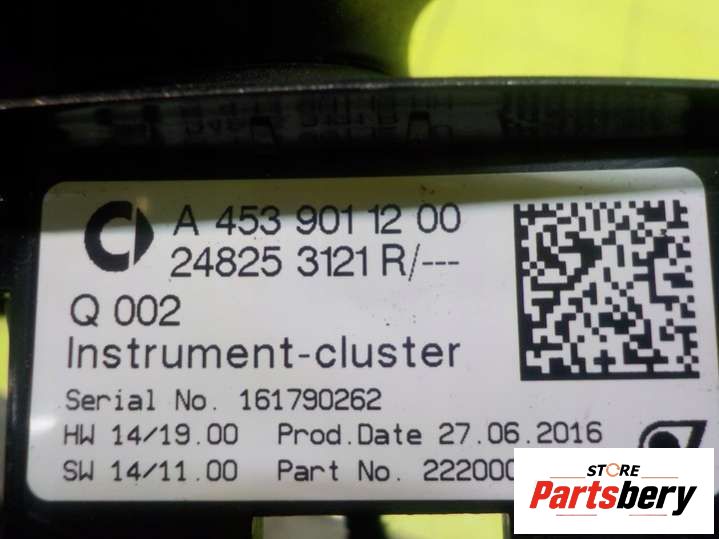 A 453 901 12 00
24825 3121 R/---
Q 002
Instrument-cluster
Serial No. 161790262
HW 14/19.00 Prod.Date 27.06.2016
SW 14/11.00 Part No. 222000
STORE
Partsbery